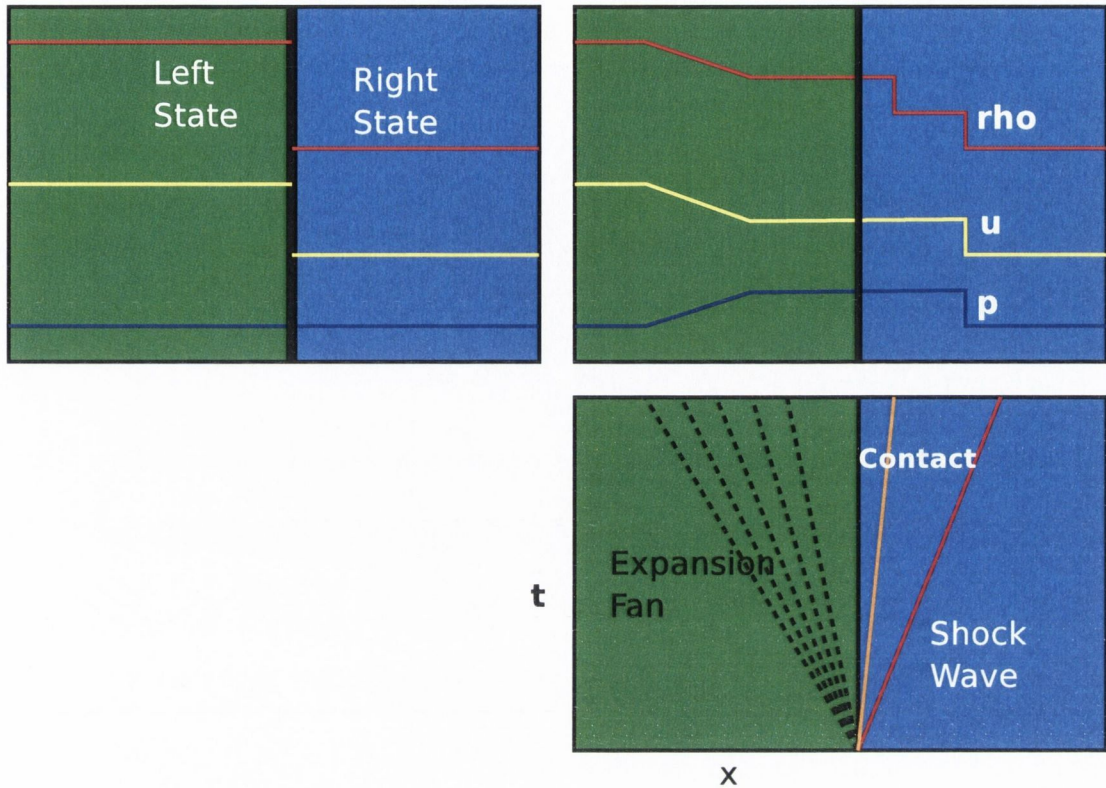 Left
State
Right
State
rho
u
p
Contact
Expansion
Fan
t
Shock
Wave
x